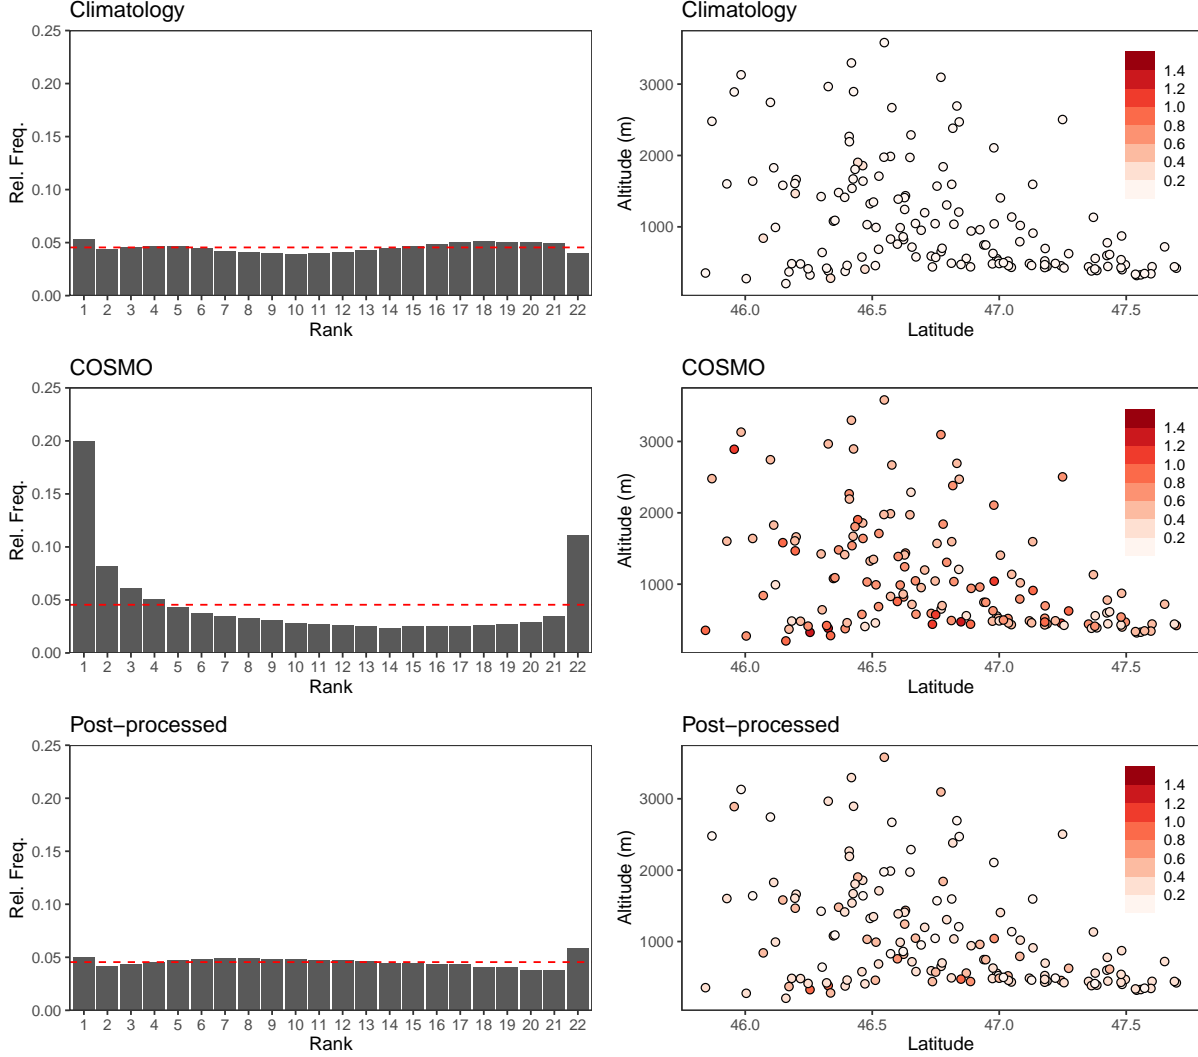 Climatology
0.25
0.20
0.15
0.10
0.05
0.00
Rel. Freq.
1 2 3 4 5 6 7 8 9 10 11 12 13 14 15 16 17 18 19 20 21 22
Rank
Climatology
3000
2000
1000
Altitude (m)
1.4
1.2
1.0
0.8
0.6
0.4
0.2
46.0 46.5 47.0 47.5
Latitude
COSMO
0.25
0.20
0.15
0.10
0.05
0.00
Rel. Freq.
1 2 3 4 5 6 7 8 9 10 11 12 13 14 15 16 17 18 19 20 21 22
Rank
COSMO
3000
2000
1000
Altitude (m)
1.4
1.2
1.0
0.8
0.6
0.4
0.2
46.0 46.5 47.0 47.5
Latitude
Post−processed
0.25
0.20
0.15
0.10
0.05
0.00
Rel. Freq.
1 2 3 4 5 6 7 8 9 10 11 12 13 14 15 16 17 18 19 20 21 22
Rank
Post−processed
3000
2000
1000
Altitude (m)
1.4
1.2
1.0
0.8
0.6
0.4
0.2
46.0 46.5 47.0 47.5
Latitude